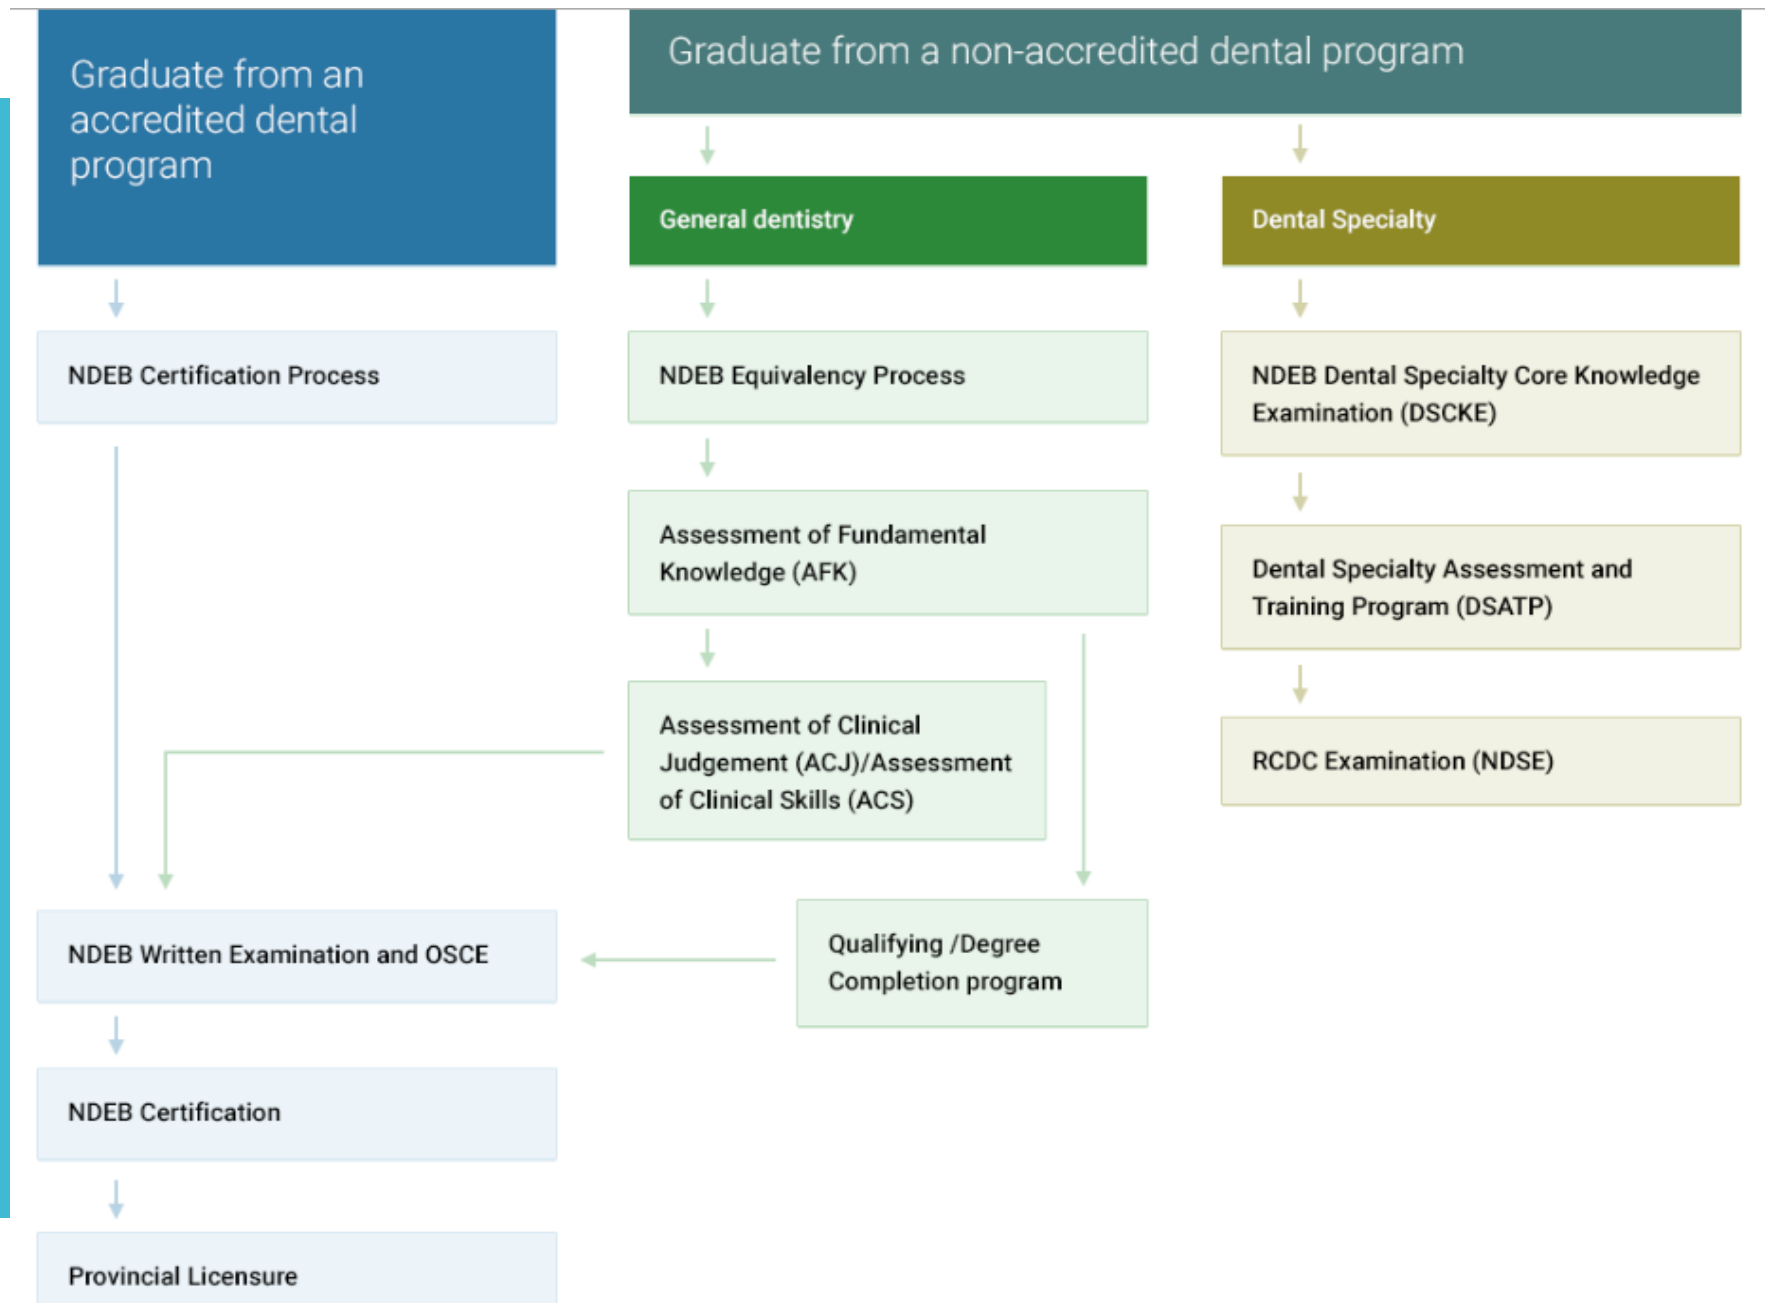 Graduate from an
accredited dental
program
Graduate from a non-accredited dental program
General dentistry
Dental Specialty
NDEB Certification Process
NDEB Equivalency Process
NDEB Dental Specialty Core Knowledge
Examination (DSCKE)
Assessment of Fundamental
Knowledge (AFK)
Dental Specialty Assessment and
Training Program (DSATP)
Assessment of Clinical
Judgement (ACJ)/Assessment
of Clinical Skills (ACS)
RCDC Examination (NDSE)
NDEB Written Examination and OSCE
Qualifying /Degree
Completion program
NDEB Certification
Provincial Licensure